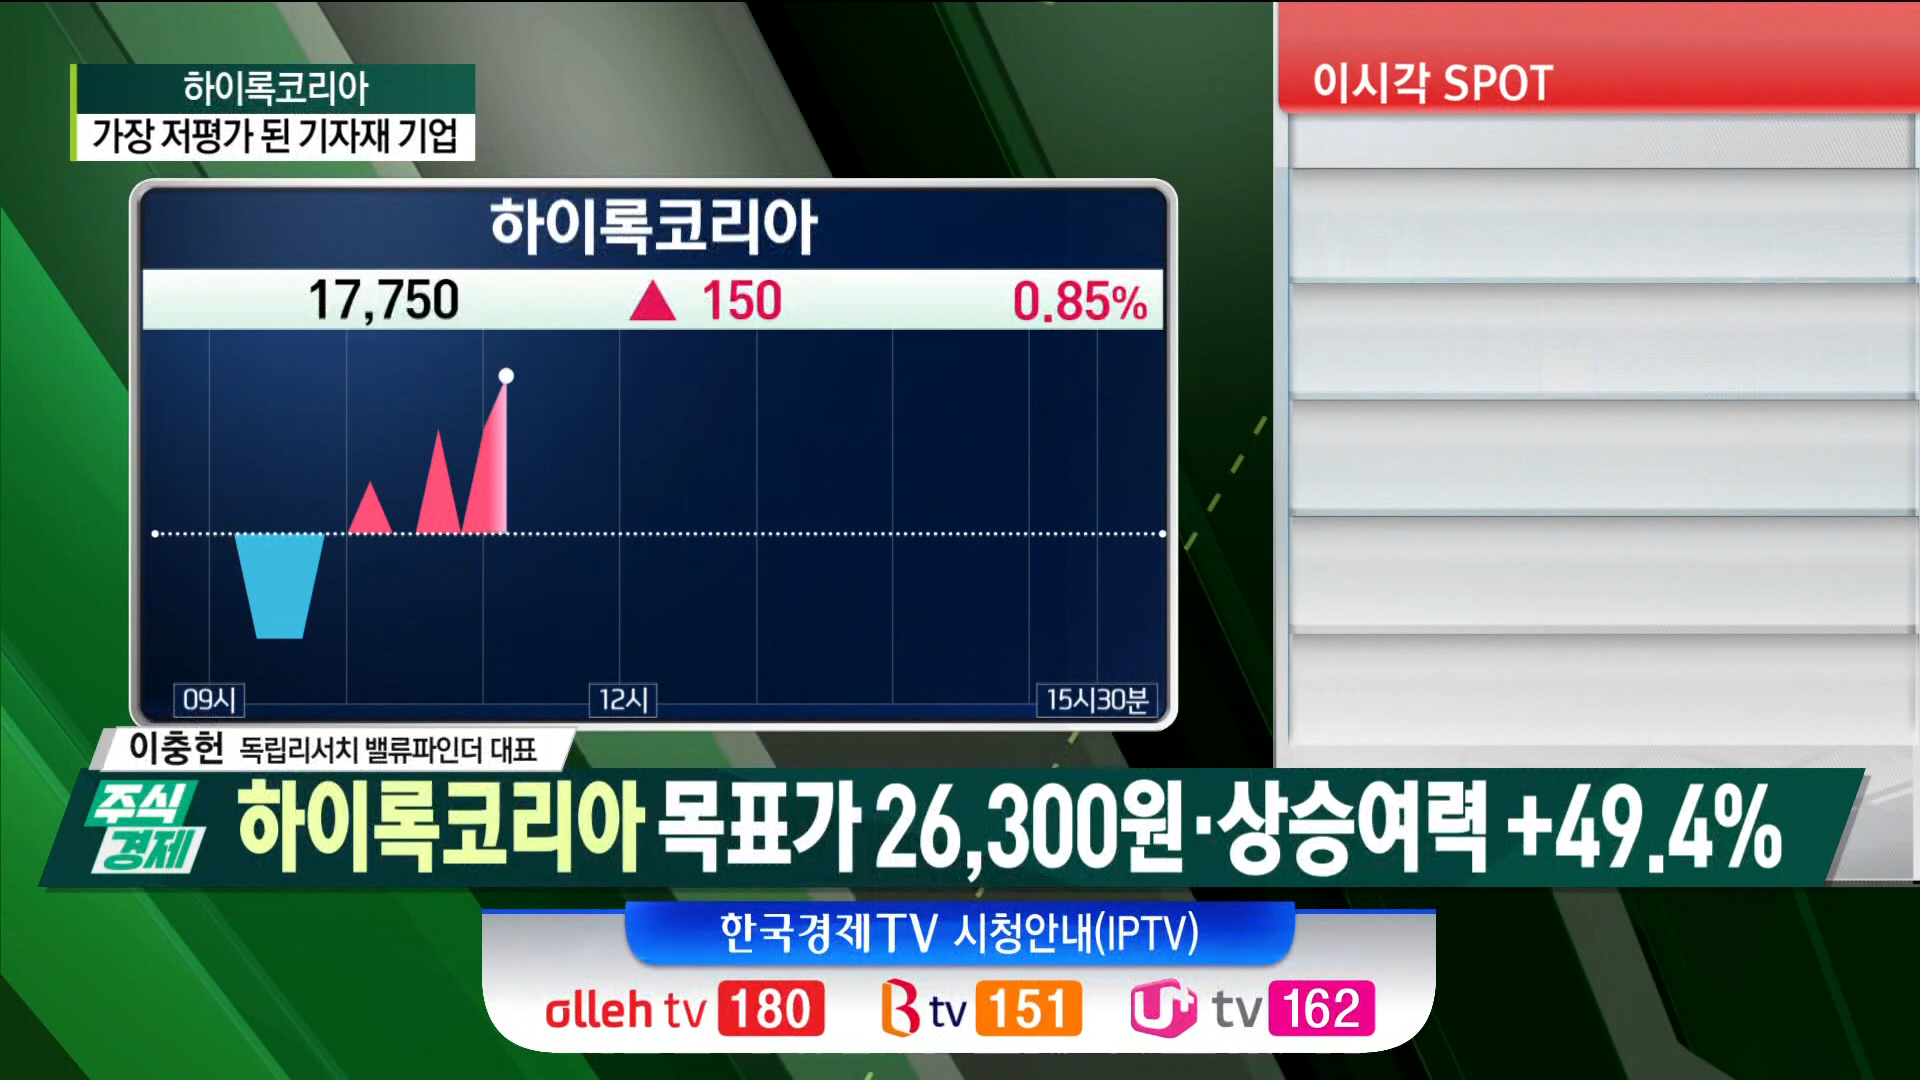 하이록코리아
가장 저평가 된 기자재 기업
이시각 SPOT
하이록코리아
17,750 ▲ 150 0.85%
09시 12시 15시30분
이충헌 독립리서치 밸류파인더 대표
주식
경제
하이록코리아 목표가 26,300원·상승여력 +49.4%
한국경제TV 시청안내(IPTV)
olleh tv 180 B tv 151 U+ tv 162